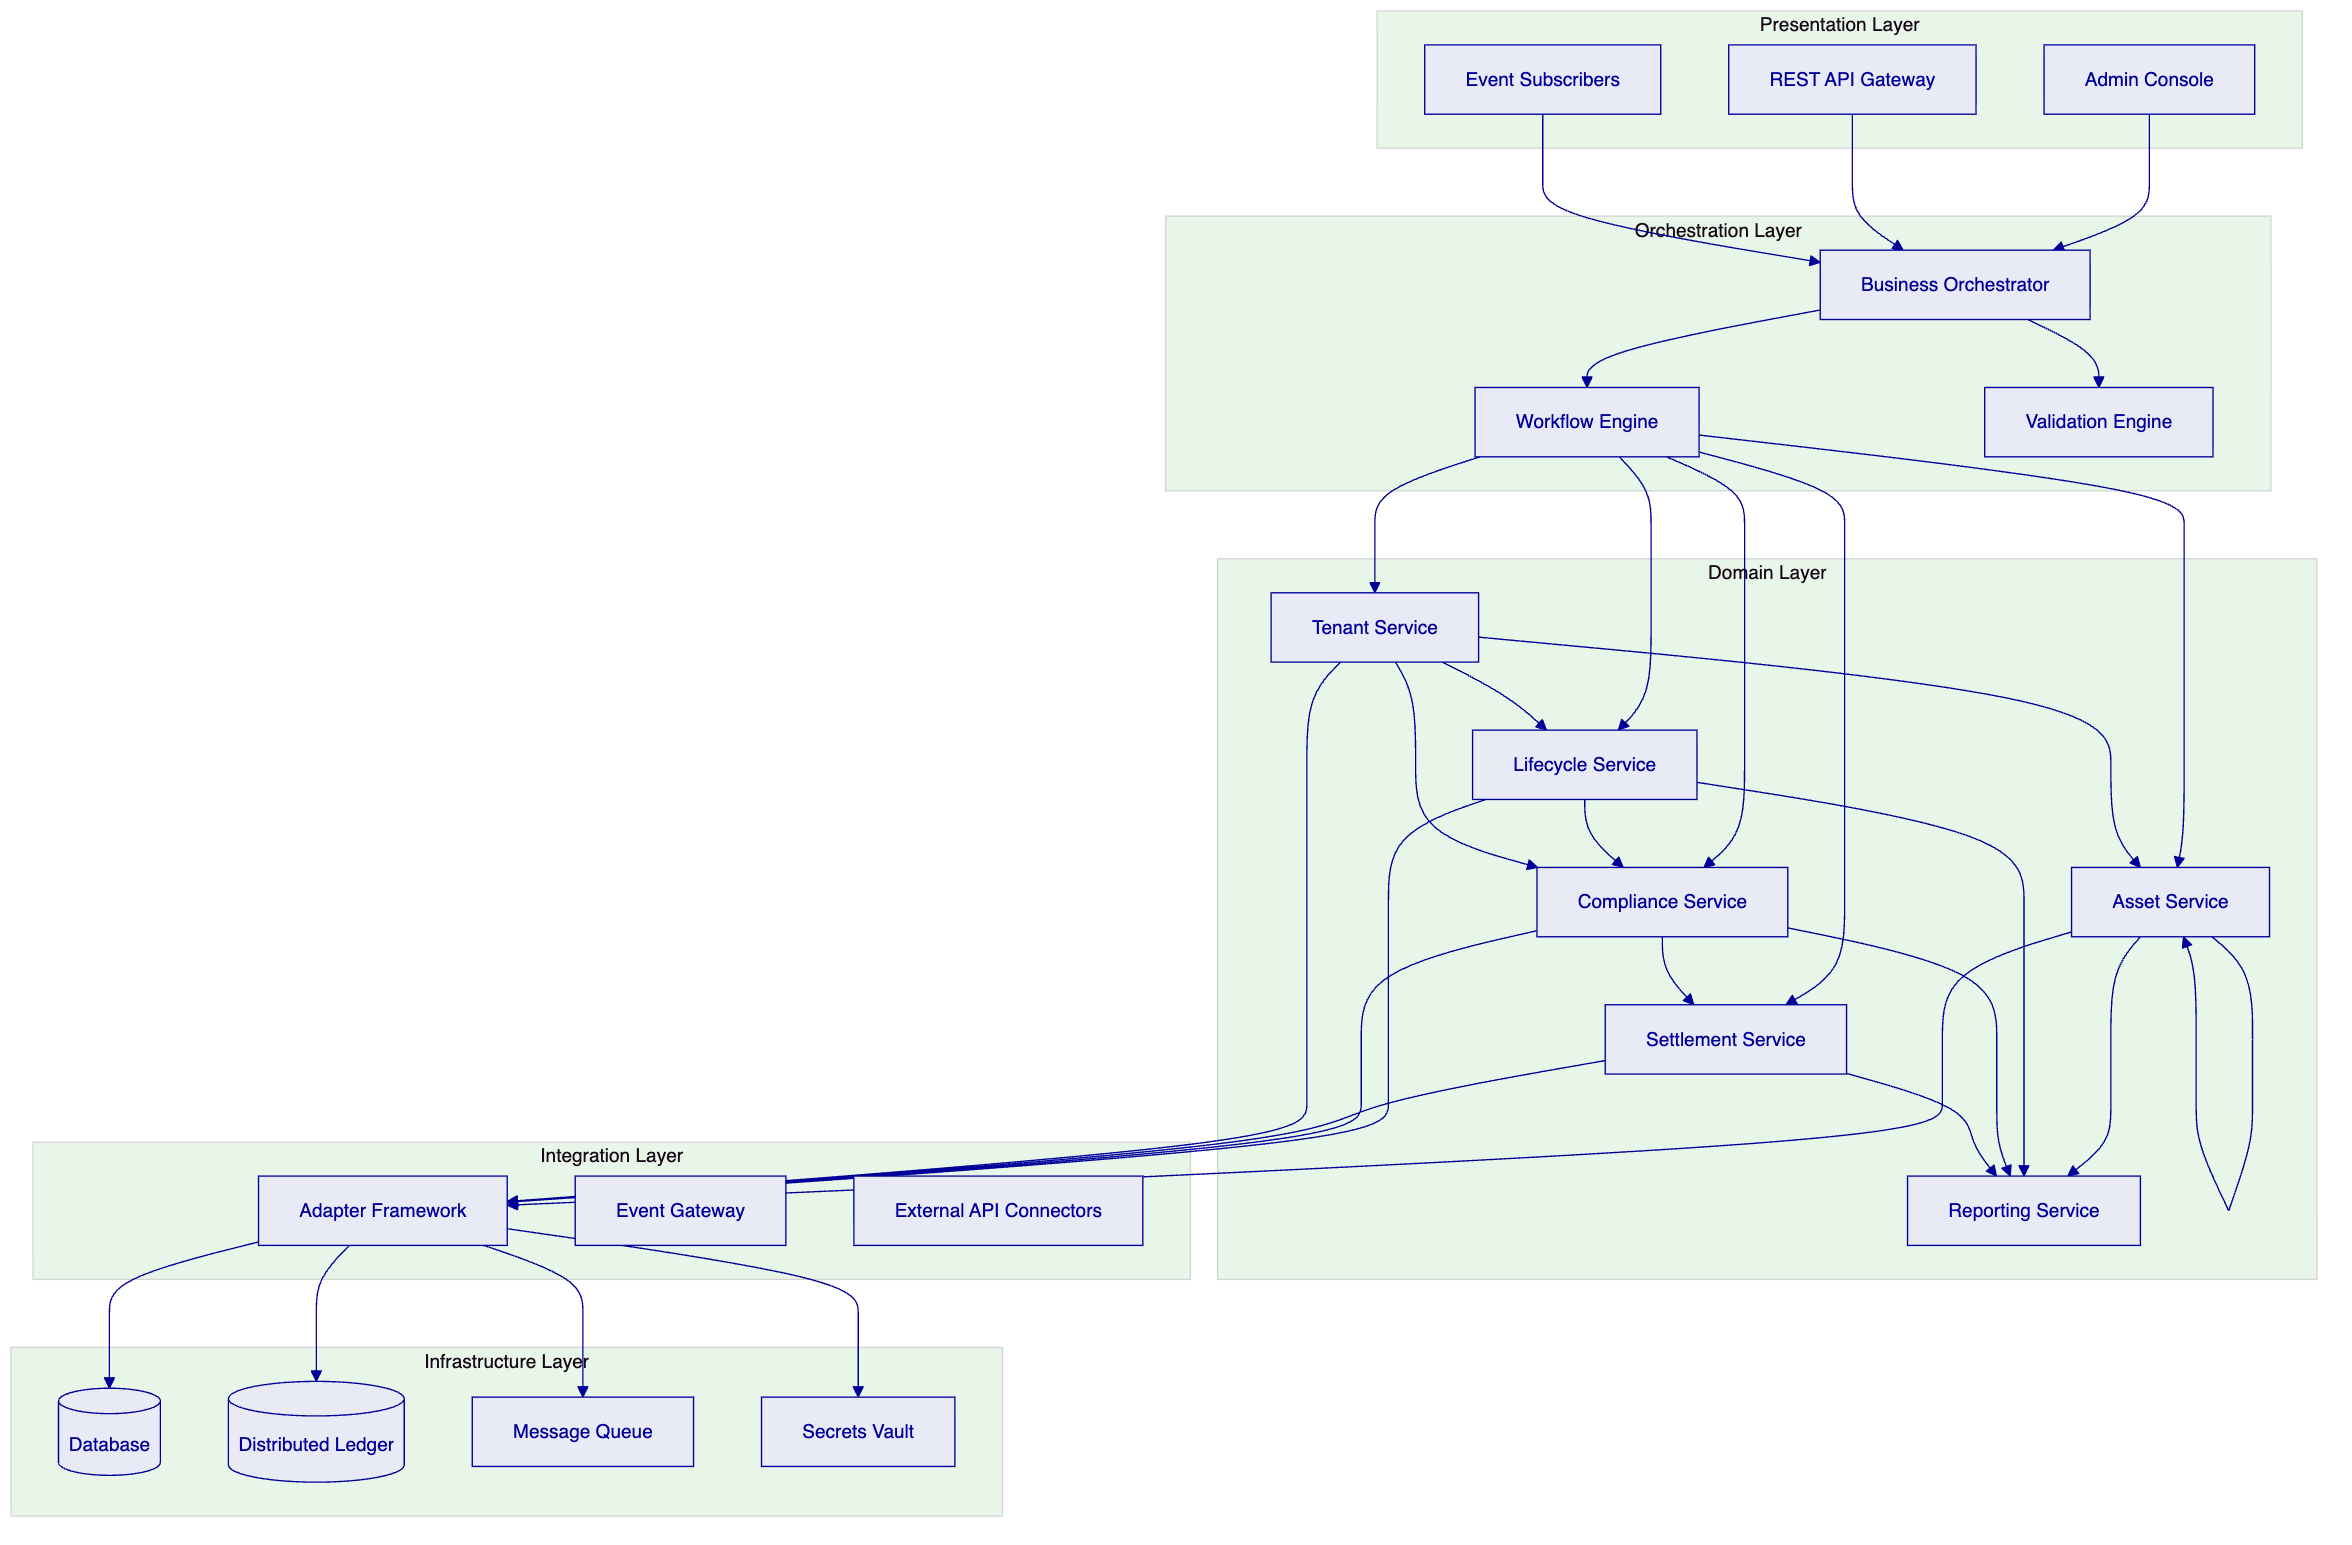 Presentation Layer
Event Subscribers
REST API Gateway
Admin Console
Orchestration Layer
Business Orchestrator
Workflow Engine
Validation Engine
Domain Layer
Tenant Service
Lifecycle Service
Compliance Service
Asset Service
Settlement Service
Reporting Service
Integration Layer
Adapter Framework
Event Gateway
External API Connectors
Infrastructure Layer
Database
Distributed Ledger
Message Queue
Secrets Vault